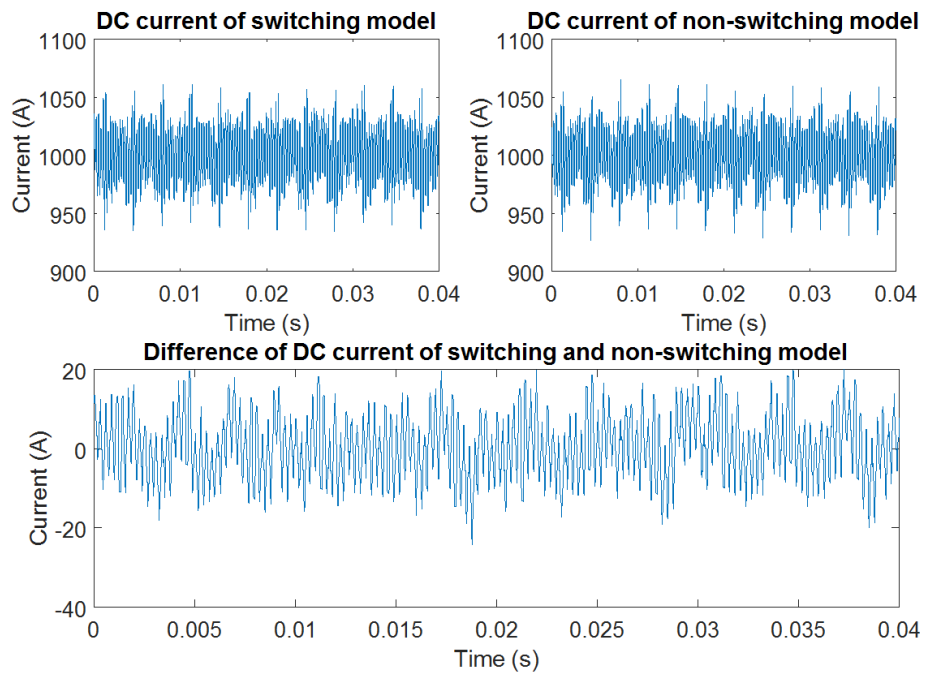 DC current of switching model
1100
1050
1000
950
900
Current (A)
0 0.01 0.02 0.03 0.04
Time (s)
DC current of non-switching model
1100
1050
1000
950
900
Current (A)
0 0.01 0.02 0.03 0.04
Time (s)
Difference of DC current of switching and non-switching model
20
0
-20
-40
Current (A)
0 0.005 0.01 0.015 0.02 0.025 0.03 0.035 0.04
Time (s)